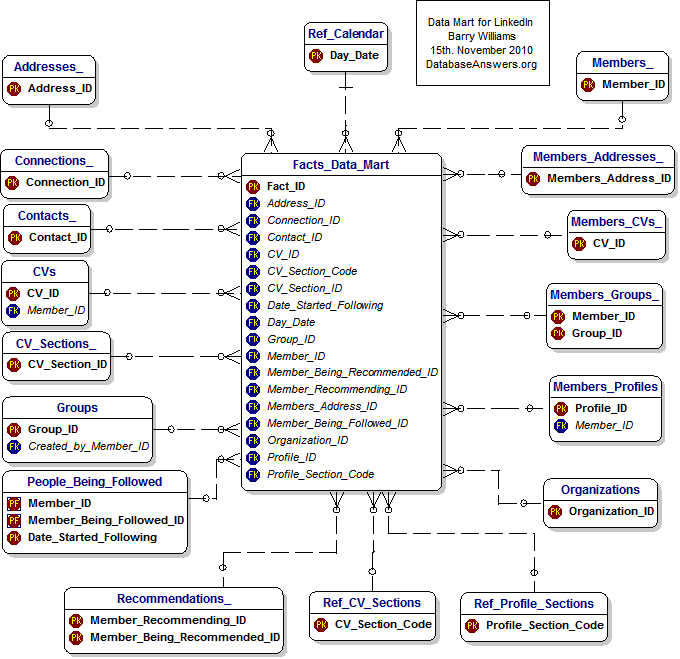 Data Mart for LinkedIn
Barry Williams
15th. November 2010
DatabaseAnswers.org
Ref_Calendar
PK Day_Date
Addresses_
PK Address_ID
Members_
PK Member_ID
Connections_
PK Connection_ID
Contacts_
PK Contact_ID
CVs
PK CV_ID
FK Member_ID
CV_Sections_
PK CV_Section_ID
Groups
PK Group_ID
FK Created_by_Member_ID
People_Being_Followed
PF Member_ID
PF Member_Being_Followed_ID
PK Date_Started_Following
Facts_Data_Mart
PK Fact_ID
FK Address_ID
FK Connection_ID
FK Contact_ID
FK CV_ID
FK CV_Section_Code
FK CV_Section_ID
FK Date_Started_Following
FK Day_Date
FK Group_ID
FK Member_ID
FK Member_Being_Recommended_ID
FK Member_Recommending_ID
FK Members_Address_ID
FK Member_Being_Followed_ID
FK Organization_ID
FK Profile_ID
FK Profile_Section_Code
Members_Addresses_
PK Members_Address_ID
Members_CVs_
PK CV_ID
Members_Groups_
PK Member_ID
PK Group_ID
Members_Profiles
PK Profile_ID
FK Member_ID
Organizations
PK Organization_ID
Recommendations_
PK Member_Recommending_ID
PK Member_Being_Recommended_ID
Ref_CV_Sections
PK CV_Section_Code
Ref_Profile_Sections
PK Profile_Section_Code